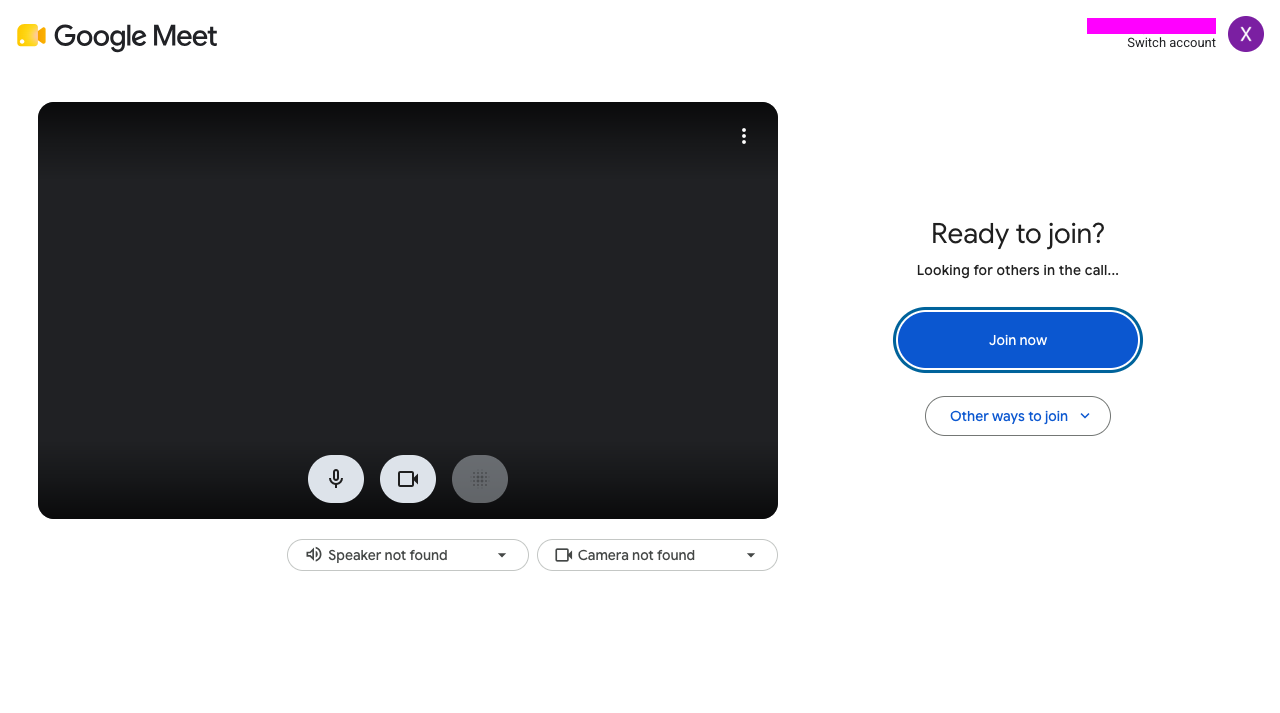 Google Meet
Switch account
X
Ready to join?
Looking for others in the call...
Join now
Other ways to join
Speaker not found
Camera not found